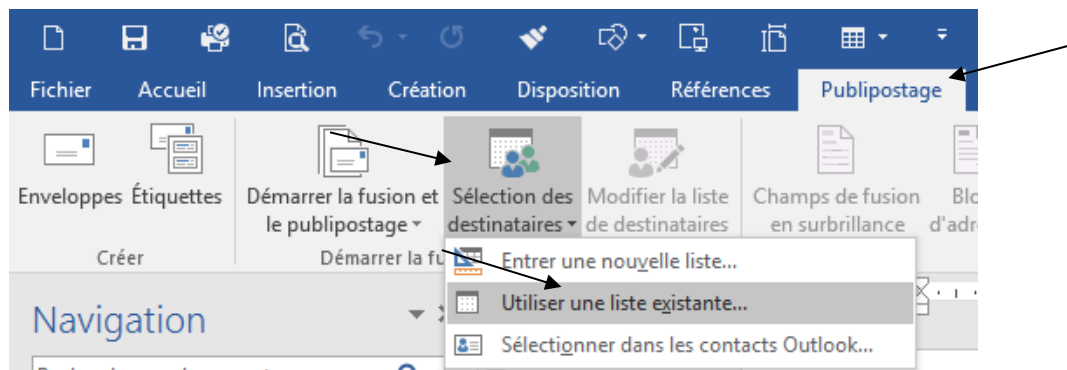 Fichier Accueil Insertion Création Disposition Références Publipostage
Enveloppes Étiquettes Démarrer la fusion et Sélection des Modifier la liste Champs de fusion
le publipostage destinataires de destinataires en surbrillance
Créer
Entrer une nouvelle liste...
Utiliser une liste existante...
Navigation
Sélectionner dans les contacts Outlook...